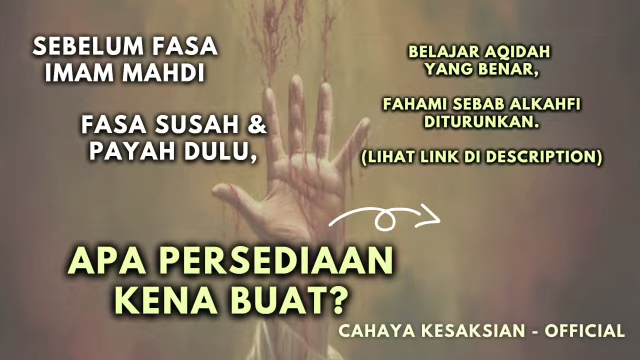 SEBELUM FASA
IMAM MAHDI
FASA SUSAH &
PAYAH DULU,
BELAJAR AQIDAH
YANG BENAR,
FAHAMI SEBAB ALKAHFI
DITURUNKAN.
(LIHAT LINK DI DESCRIPTION)
APA PERSEDIAAN
KENA BUAT?
CAHAYA KESAKSIAN - OFFICIAL